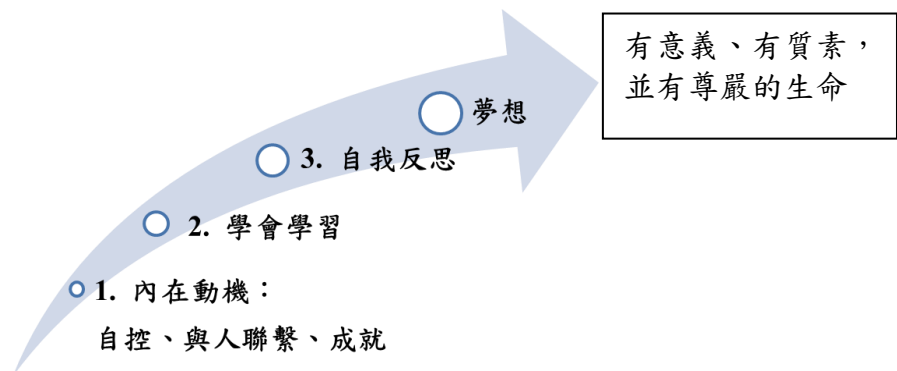 有意義、有質素，
並有尊嚴的生命
夢想
3. 自我反思
2. 學會學習
1. 內在動機：
自控、與人聯繫、成就